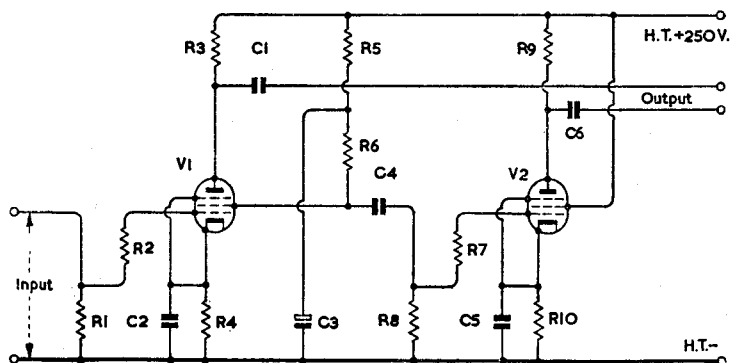 R3
C1
R5
R9
H.T.+250V.
Output
C6
R6
V1
C4
V2
R2
R7
Input
R1
C2
R4
C3
R8
C5
R10
H.T.-